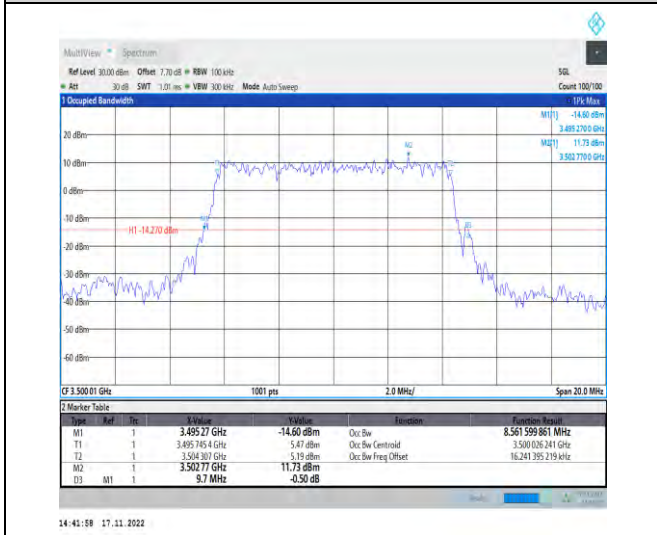 MultiView Spectrum
Ref Level 30.00 dBm Offset 7.70 dB RBW 100 kHz SGL
Att 30 dB SWT 1.01 ms VBW 300 kHz Mode Auto Sweep Count 100/100
1 Occupied Bandwidth 1Pk Max
M1[1] -14.60 dBm
3.49527 00 GHz
20 dBm
M2[1] 11.73 dBm
3.50277 00 GHz
M2
10 dBm
T1 T2
0 dBm
-10 dBm
H1 -14.270 dBm
-20 dBm
-30 dBm
-40 dBm
-50 dBm
-60 dBm
CF 3.500 01 GHz 1001 pts 2.0 MHz/ Span 20.0 MHz
2 Marker Table
Type Ref Trc X-Value Y-Value Function Function Result
M1 1 3.495 27 GHz -14.60 dBm Occ Bw 8.561 599 861 MHz
T1 1 3.495 745 4 GHz 5.47 dBm Occ Bw Centroid 3.500 026 241 GHz
T2 1 3.504 307 GHz 5.19 dBm Occ Bw Freq Offset 16.241 395 219 kHz
M2 1 3.502 77 GHz 11.73 dBm
D3 M1 1 9.7 MHz -0.50 dB
14:41:58 17.11.2022